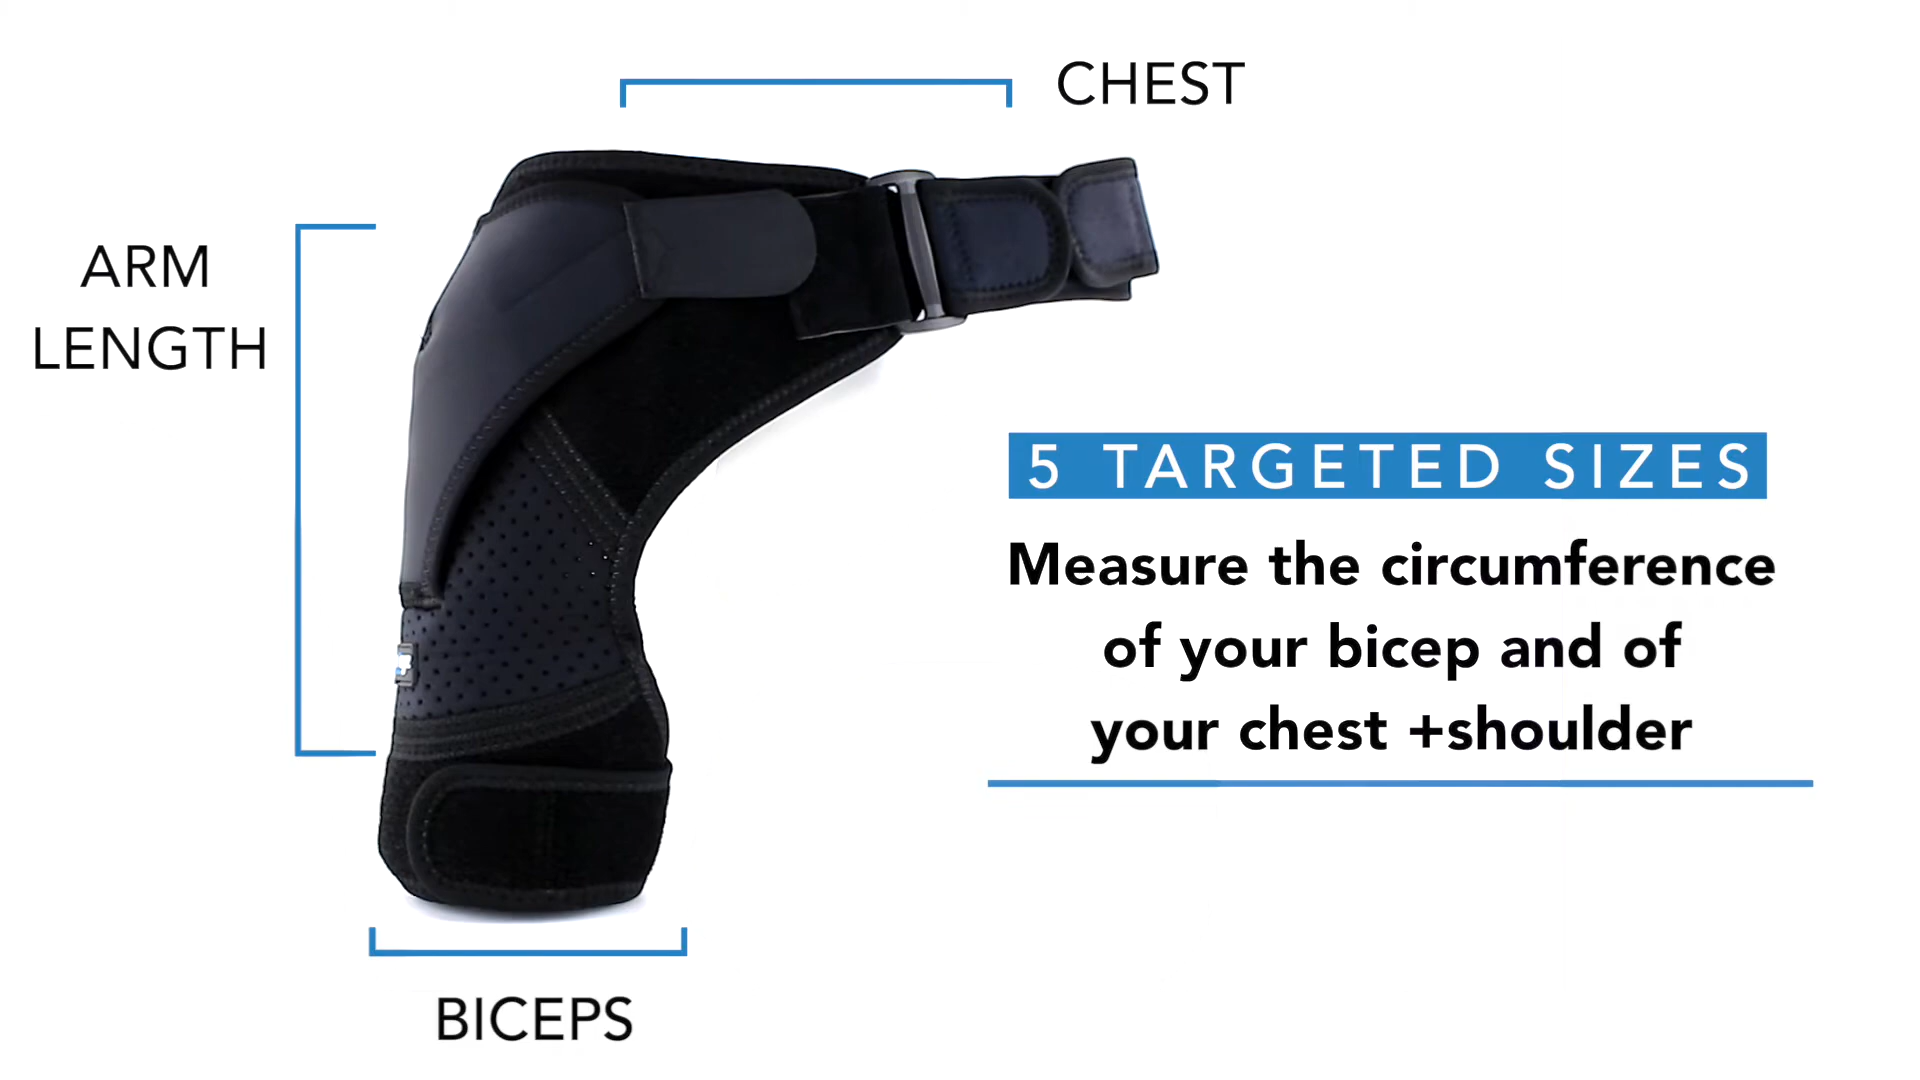 CHEST
ARM
LENGTH
5 TARGETED SIZES
Measure the circumference
of your bicep and of
your chest +shoulder
BICEPS